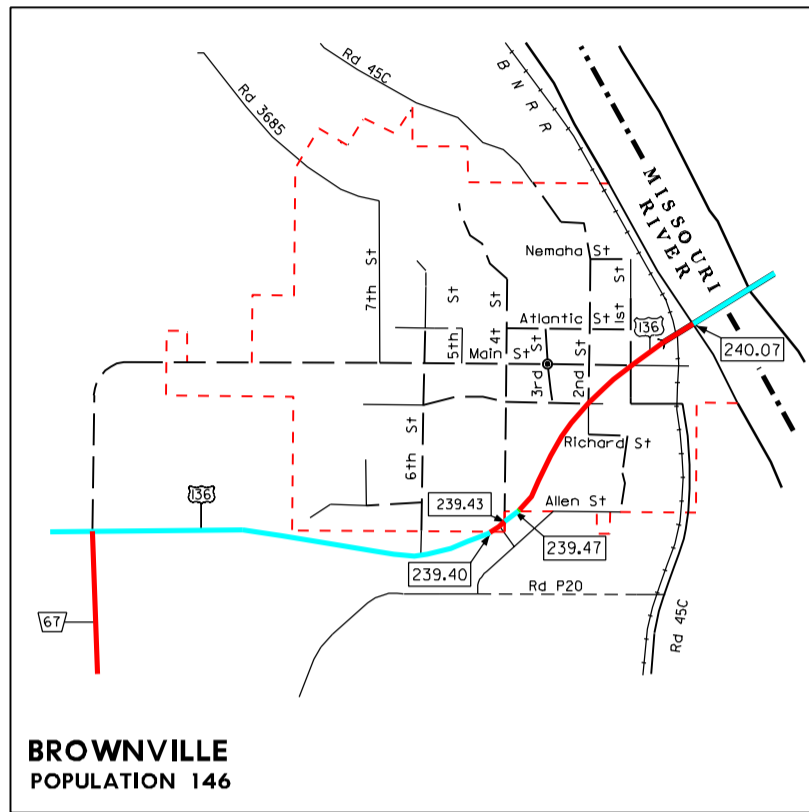 Rd 45C
BNRR
Rd 3685
MISSOURI
RIVER
Nemaha St
7th St
5th St
4t St
Atlantic St
1st St
136
Main St
240.07
3rd St
2nd St
6th St
Richard St
136
239.43
Allen St
239.47
239.40
Rd P20
67
Rd 45C
BROWNVILLE
POPULATION 146